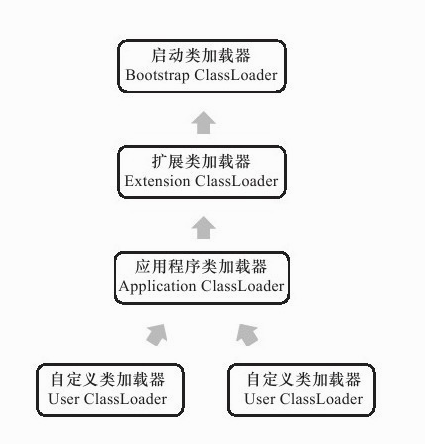 启动类加载器
Bootstrap ClassLoader
扩展类加载器
Extension ClassLoader
应用程序类加载器
Application ClassLoader
自定义类加载器
User ClassLoader
自定义类加载器
User ClassLoader